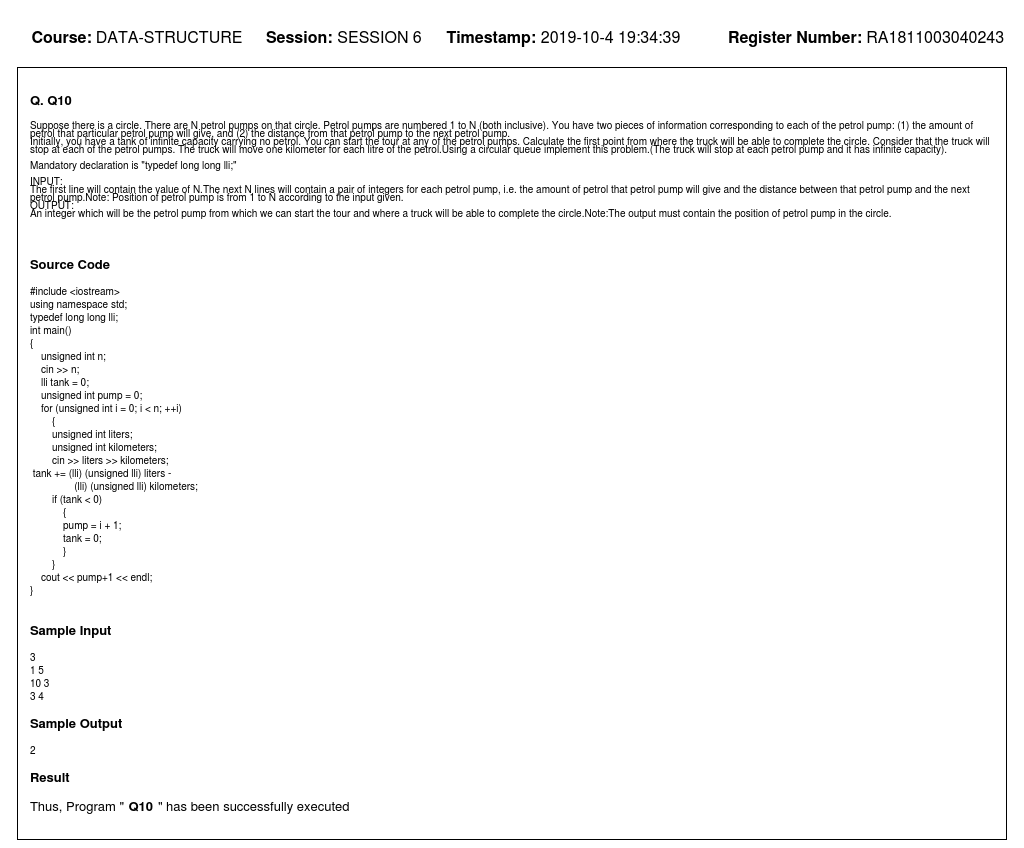 Course: DATA-STRUCTURE Session: SESSION 6 Timestamp: 2019-10-4 19:34:39 Register Number: RA1811003040243
Q. Q10
Suppose there is a circle. There are N petrol pumps on that circle. Petrol pumps are numbered 1 to N (both inclusive). You have two pieces of information corresponding to each of the petrol pump: (1) the amount of
petrol that particular petrol pump will give, and (2) the distance from that petrol pump to the next petrol pump.
Initially, you have a tank of infinite capacity carrying no petrol. You can start the tour at any of the petrol pumps. Calculate the first point from where the truck will be able to complete the circle. Consider that the truck will
stop at each of the petrol pumps. The truck will move one kilometer for each litre of the petrol.Using a circular queue implement this problem.(The truck will stop at each petrol pump and it has infinite capacity).
Mandatory declaration is "typedef long long lli;"
INPUT:
The first line will contain the value of N.The next N lines will contain a pair of integers for each petrol pump, i.e. the amount of petrol that petrol pump will give and the distance between that petrol pump and the next
petrol pump.Note: Position of petrol pump is from 1 to N according to the input given.
OUTPUT:
An integer which will be the petrol pump from which we can start the tour and where a truck will be able to complete the circle.Note:The output must contain the position of petrol pump in the circle.
Source Code
#include <iostream>
using namespace std;
typedef long long lli;
int main()
{
unsigned int n;
cin >> n;
lli tank = 0;
unsigned int pump = 0;
for (unsigned int i = 0; i < n; ++i)
{
unsigned int liters;
unsigned int kilometers;
cin >> liters >> kilometers;
tank += (lli) (unsigned lli) liters -
(lli) (unsigned lli) kilometers;
if (tank < 0)
{
pump = i + 1;
tank = 0;
}
}
cout << pump+1 << endl;
}
Sample Input
3
1 5
10 3
3 4
Sample Output
2
Result
Thus, Program " Q10 " has been successfully executed